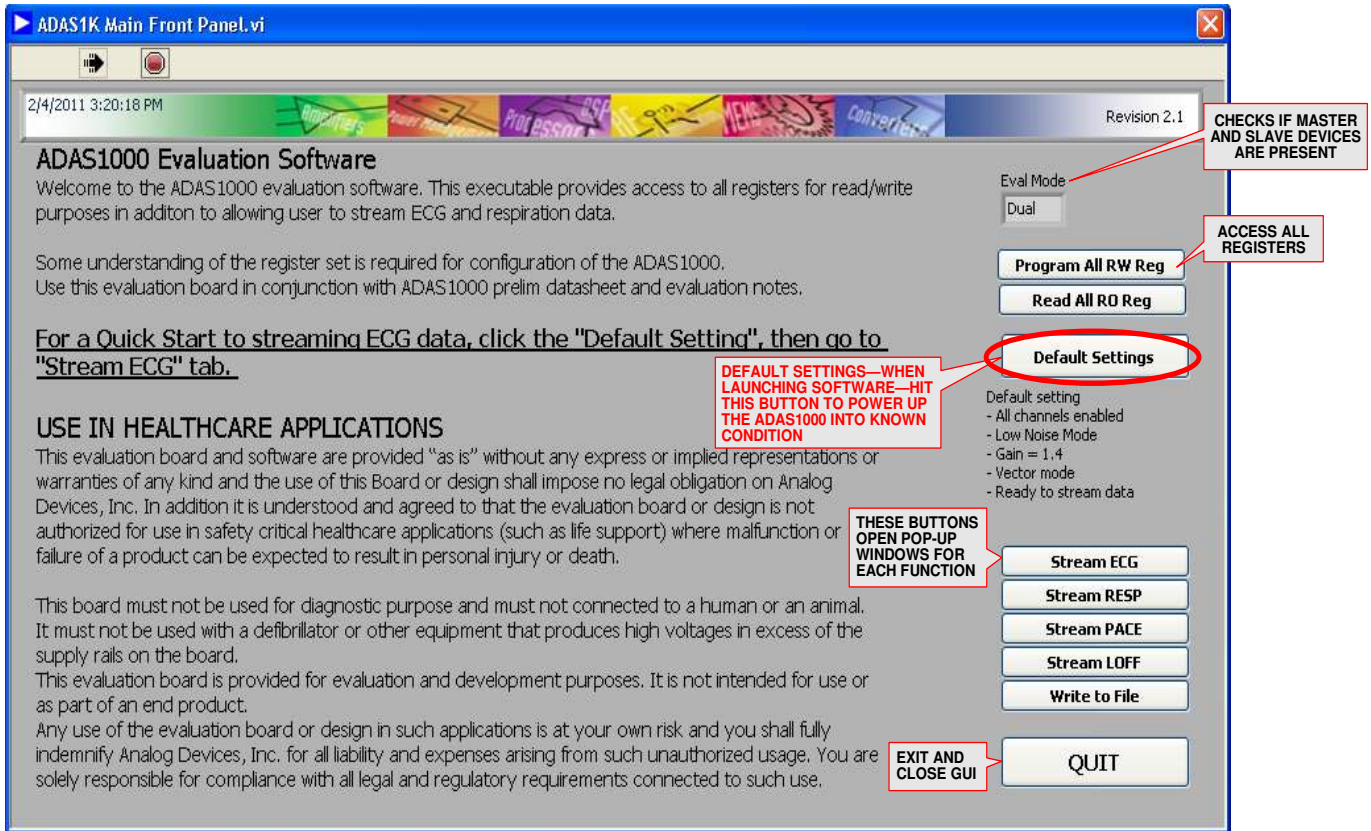 ADAS1K Main Front Panel.vi
2/4/2011 3:20:18 PM
Amplifiers
Power Management
Processors
DSP
RF
MEMS
Converters
Revision 2.1
CHECKS IF MASTER
AND SLAVE DEVICES
ARE PRESENT
ADAS1000 Evaluation Software
Welcome to the ADAS1000 evaluation software. This executable provides access to all registers for read/write
purposes in additon to allowing user to stream ECG and respiration data.
Eval Mode
Dual
ACCESS ALL
REGISTERS
Some understanding of the register set is required for configuration of the ADAS1000.
Use this evaluation board in conjunction with ADAS1000 prelim datasheet and evaluation notes.
Program All RW Reg
Read All RO Reg
For a Quick Start to streaming ECG data, click the "Default Setting", then go to
"Stream ECG" tab.
Default Settings
DEFAULT SETTINGS—WHEN
LAUNCHING SOFTWARE—HIT
THIS BUTTON TO POWER UP
THE ADAS1000 INTO KNOWN
CONDITION
Default setting
- All channels enabled
- Low Noise Mode
- Gain = 1.4
- Vector mode
- Ready to stream data
USE IN HEALTHCARE APPLICATIONS
This evaluation board and software are provided "as is" without any express or implied representations or
warranties of any kind and the use of this Board or design shall impose no legal obligation on Analog
Devices, Inc. In addition it is understood and agreed to that the evaluation board or design is not
authorized for use in safety critical healthcare applications (such as life support) where malfunction or
failure of a product can be expected to result in personal injury or death.
THESE BUTTONS
OPEN POP-UP
WINDOWS FOR
EACH FUNCTION
Stream ECG
Stream RESP
Stream PACE
Stream LOFF
Write to File
This board must not be used for diagnostic purpose and must not connected to a human or an animal.
It must not be used with a defibrillator or other equipment that produces high voltages in excess of the
supply rails on the board.
This evaluation board is provided for evaluation and development purposes. It is not intended for use or
as part of an end product.
Any use of the evaluation board or design in such applications is at your own risk and you shall fully
indemnify Analog Devices, Inc. for all liability and expenses arising from such unauthorized usage. You are
solely responsible for compliance with all legal and regulatory requirements connected to such use.
EXIT AND
CLOSE GUI
QUIT